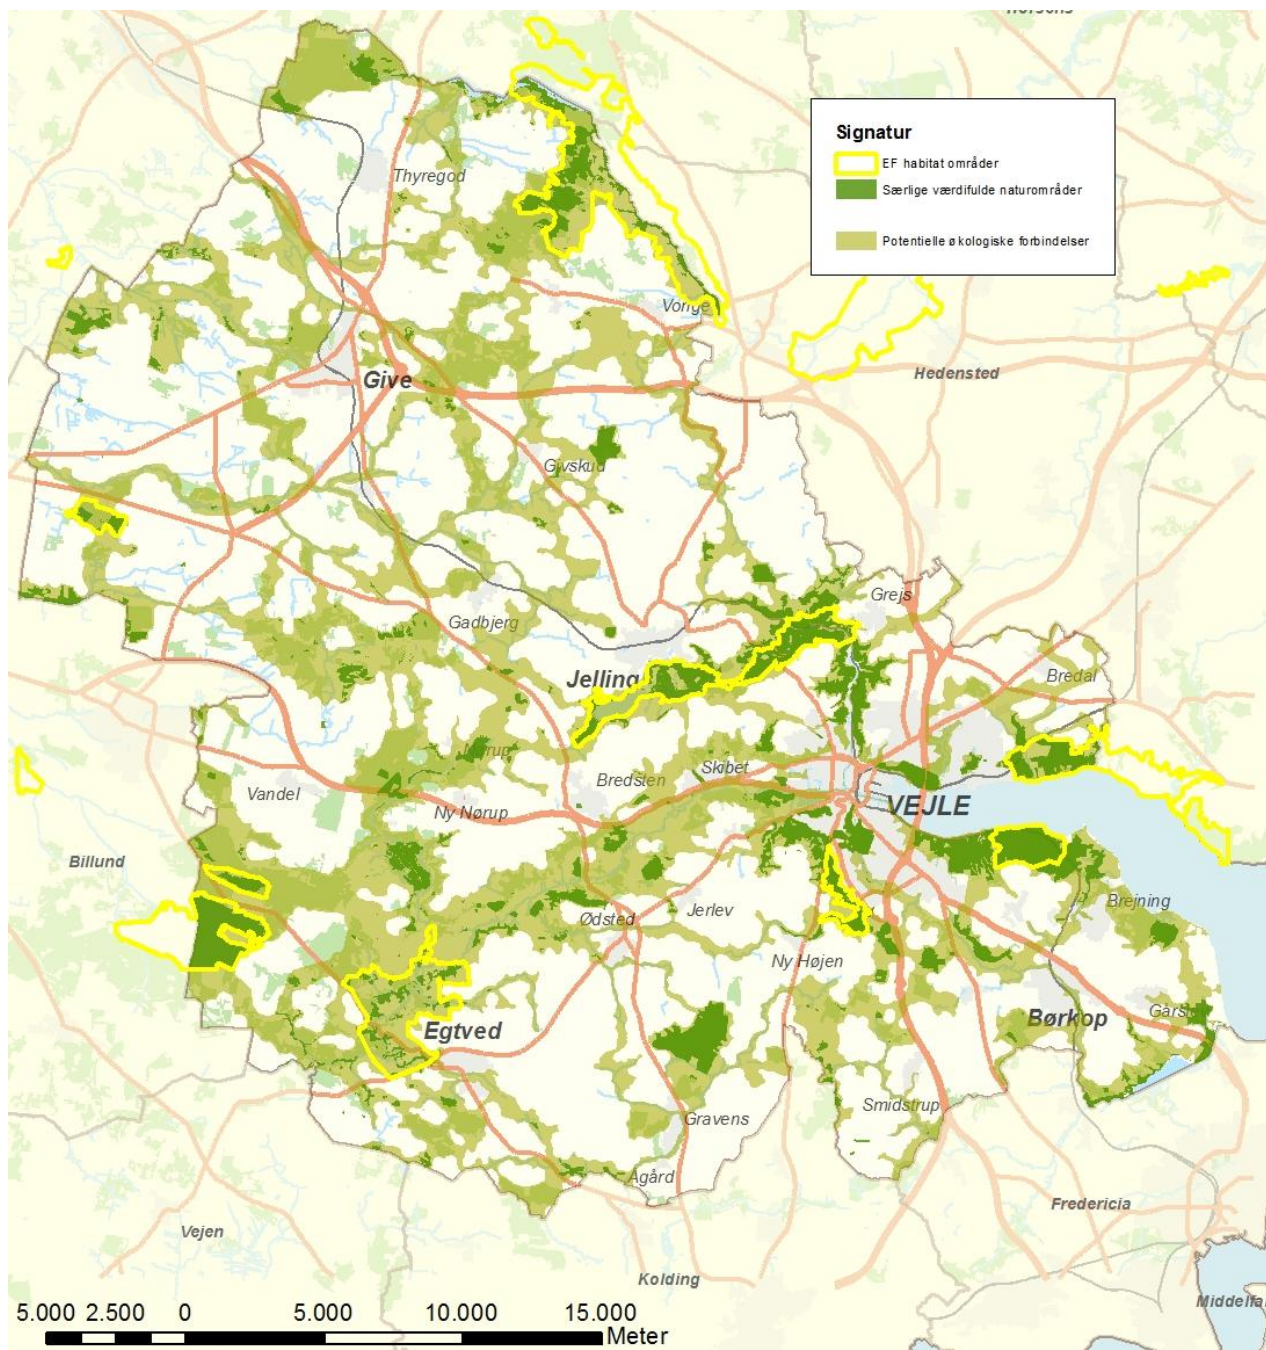 Signatur
EF habitat områder
Særlige værdifulde naturområder
Potentielle økologiske forbindelser
Thyregod
Vonge
Hedensted
Give
Givskud
Grejs
Gadbjerg
Jelling
Bredal
Nørup
Skibet
Bredsten
Vandel
Ny Nørup
VEJLE
Billund
Brejning
Jerlev
Ødsted
Ny Højen
Børkop
Egtved
Smidstrup
Gravens
Ågård
Fredericia
Vejen
Kolding
5.000 2.500 0 5.000 10.000 15.000
Meter